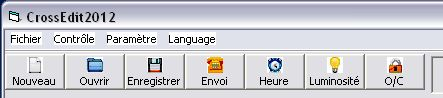 CrossEdit2012
Fichier Contrôle Paramètre Language
Nouveau Ouvrir Enregistrer Envoi Heure Luminosité O/C